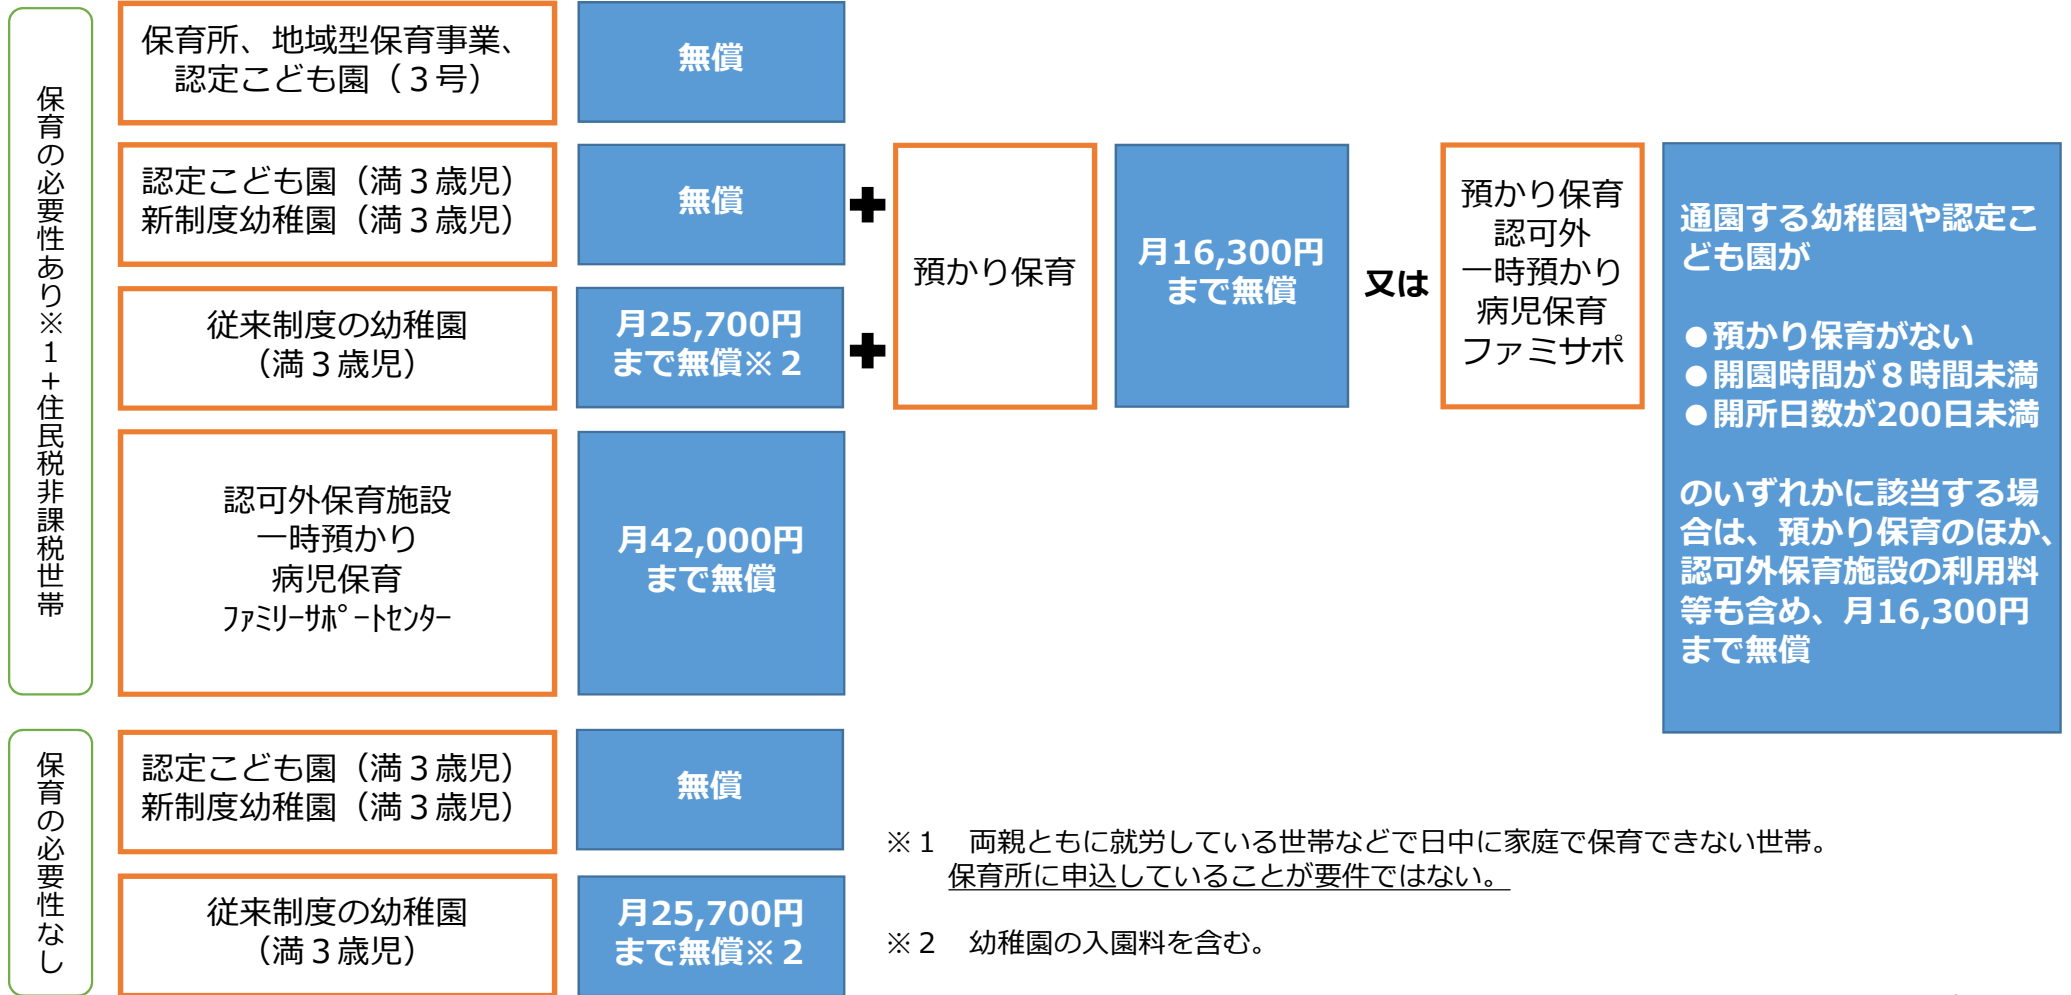 保育の必要性あり※１＋住民税非課税世帯
保育所、地域型保育事業、
認定こども園（３号）
無償
認定こども園（満３歳児）
新制度幼稚園（満３歳児）
無償
従来制度の幼稚園
（満３歳児）
月25,700円
まで無償※２
＋
＋
預かり保育
月16,300円
まで無償
又は
預かり保育
認可外
一時預かり
病児保育
ファミサポ
通園する幼稚園や認定こ
ども園が
●預かり保育がない
●開園時間が８時間未満
●開所日数が200日未満
のいずれかに該当する場
合は、預かり保育のほか、
認可外保育施設の利用料
等も含め、月16,300円
まで無償
認可外保育施設
一時預かり
病児保育
ﾌｧﾐﾘｰｻﾎﾟｰﾄｾﾝﾀｰ
月42,000円
まで無償
保育の必要性なし
認定こども園（満３歳児）
新制度幼稚園（満３歳児）
無償
従来制度の幼稚園
（満３歳児）
月25,700円
まで無償※２
※１　両親ともに就労している世帯などで日中に家庭で保育できない世帯。
保育所に申込していることが要件ではない。
※２　幼稚園の入園料を含む。